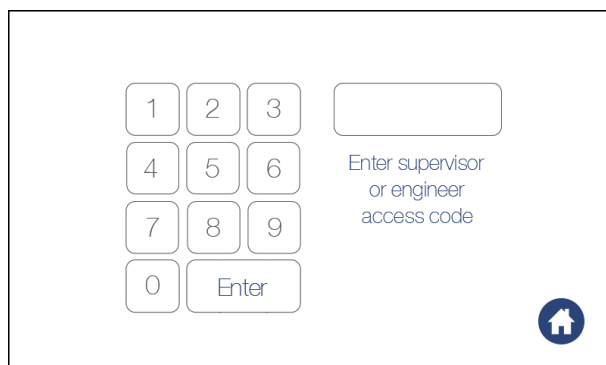 1 2 3
4 5 6
7 8 9
0 Enter
Enter supervisor
or engineer
access code